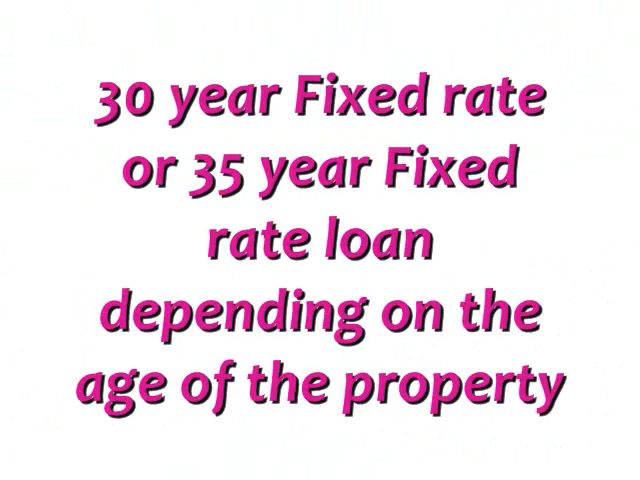 30 year Fixed rate
or 35 year Fixed
rate loan
depending on the
age of the property